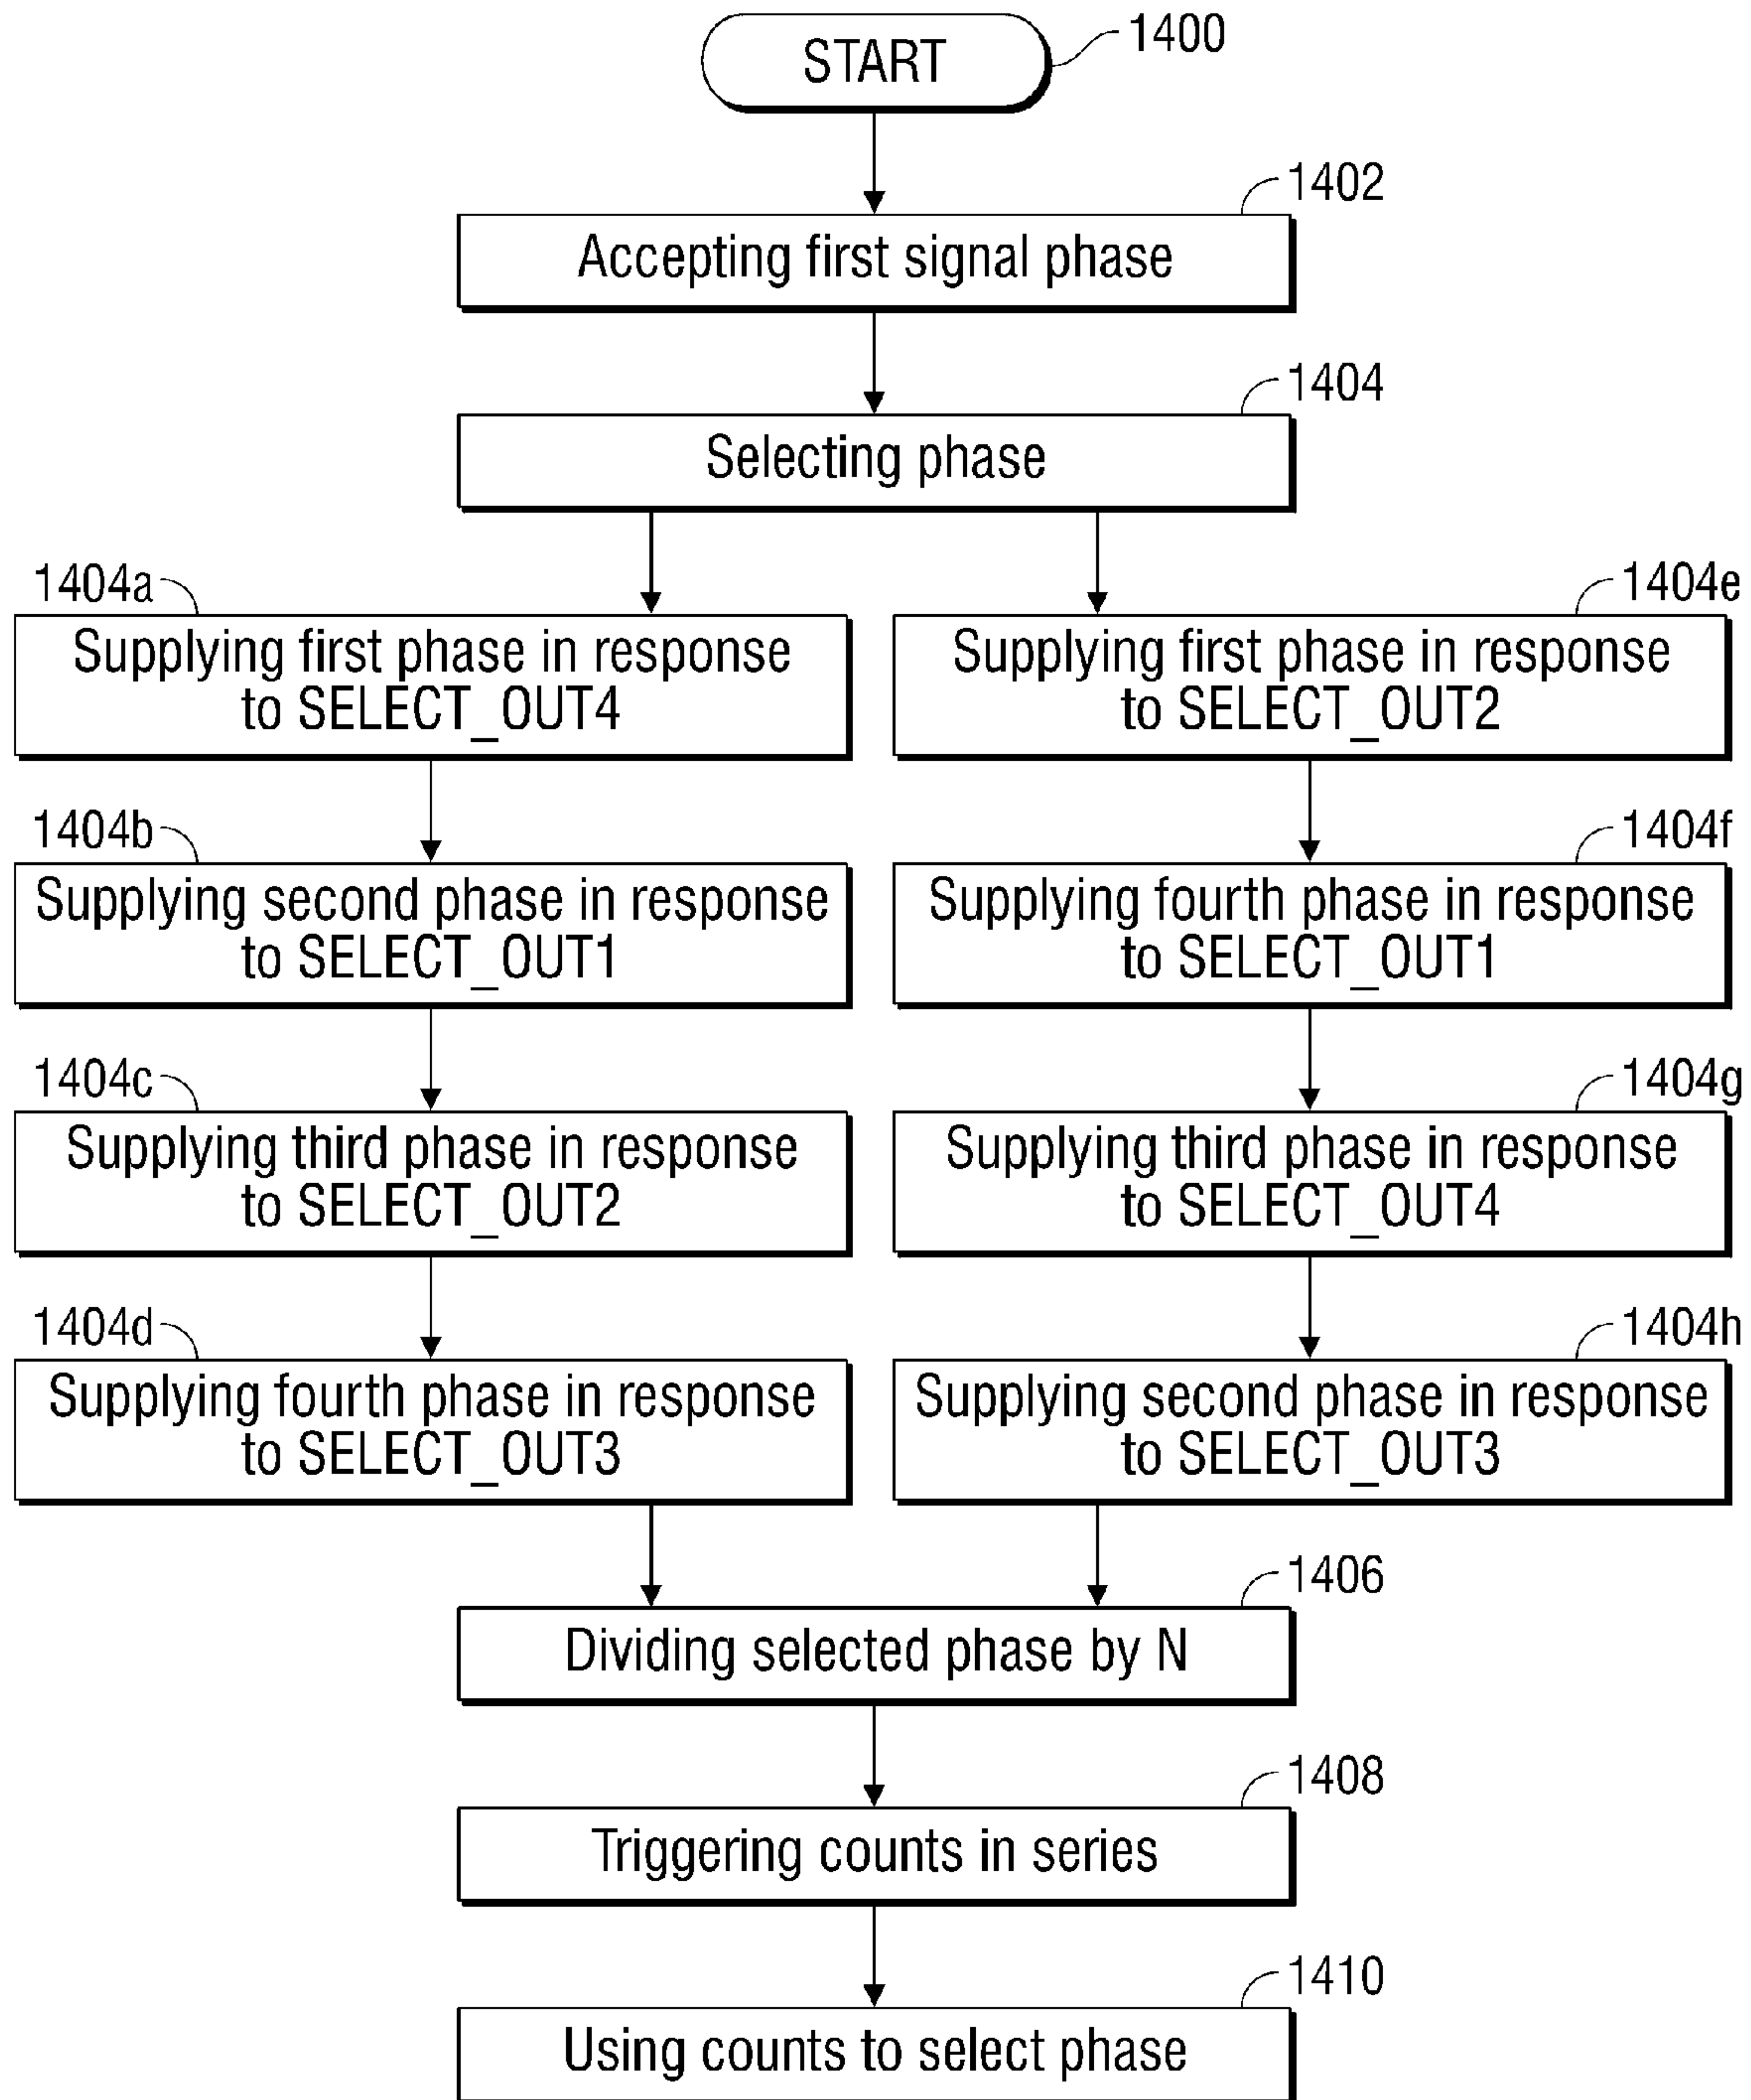 START
1400
1402
Accepting first signal phase
1404
Selecting phase
1404a
Supplying first phase in response
to SELECT_OUT4
1404e
Supplying first phase in response
to SELECT_OUT2
1404b
Supplying second phase in response
to SELECT_OUT1
1404f
Supplying fourth phase in response
to SELECT_OUT1
1404c
Supplying third phase in response
to SELECT_OUT2
1404g
Supplying third phase in response
to SELECT_OUT4
1404d
Supplying fourth phase in response
to SELECT_OUT3
1404h
Supplying second phase in response
to SELECT_OUT3
1406
Dividing selected phase by N
1408
Triggering counts in series
1410
Using counts to select phase